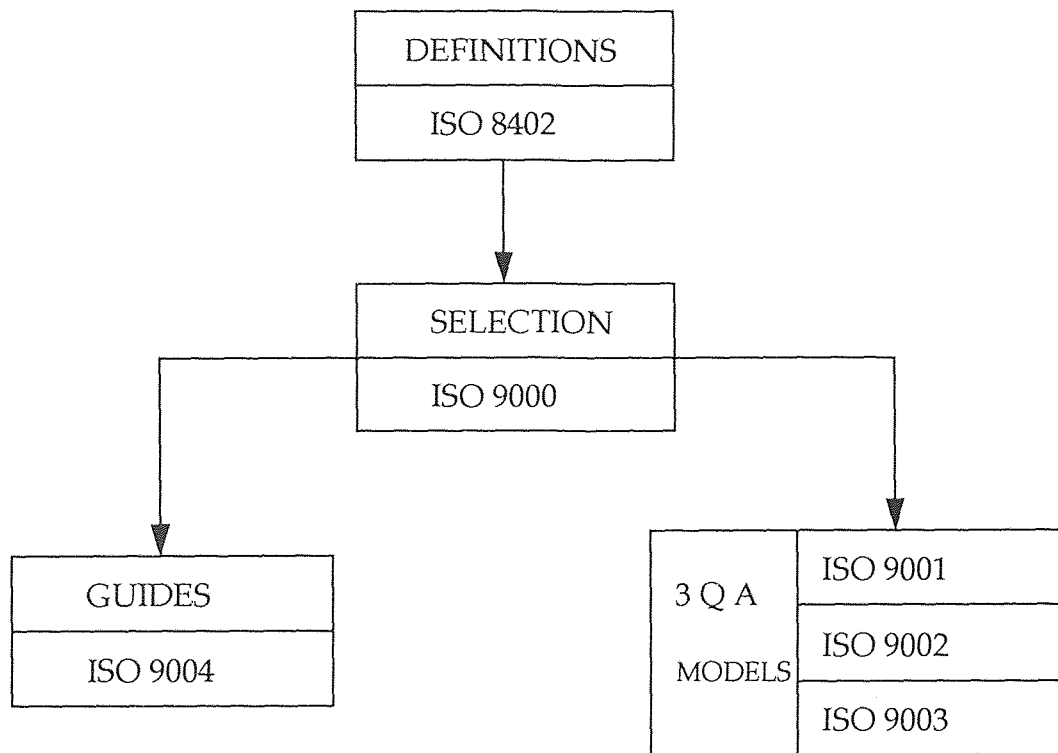 DEFINITIONS
ISO 8402
SELECTION
ISO 9000
GUIDES
ISO 9004
3 Q A
MODELS
ISO 9001
ISO 9002
ISO 9003